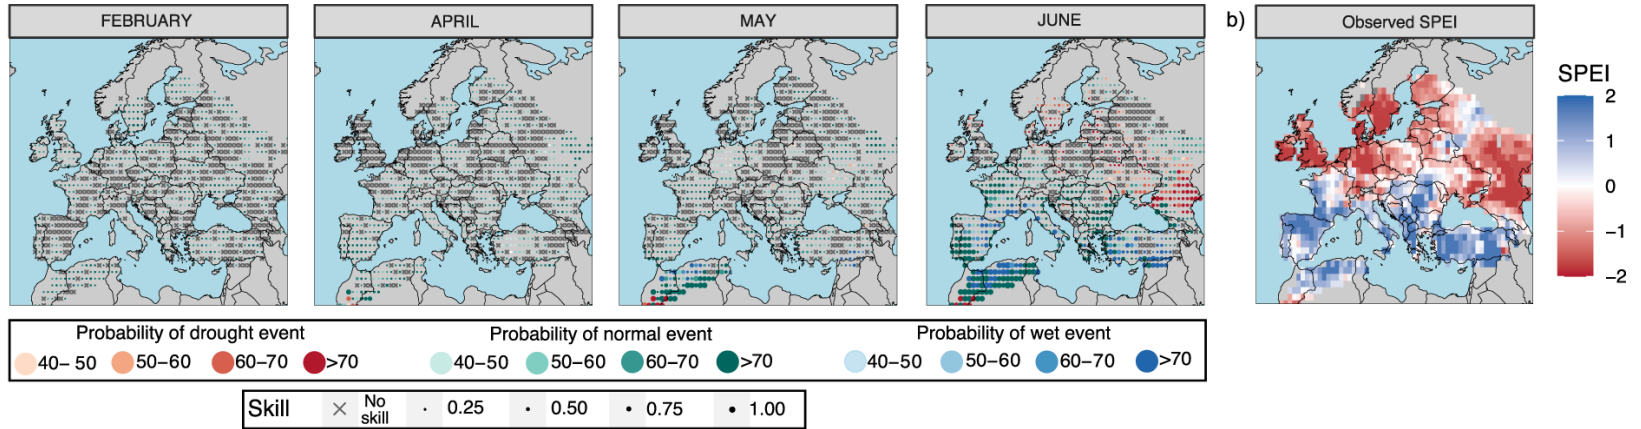 FEBRUARY
APRIL
MAY
JUNE
b)
Observed SPEI
SPEI
2
1
0
−1
−2
Probability of drought event
40− 50
50−60
60−70
>70
Probability of normal event
40−50
50−60
60−70
>70
Probability of wet event
40−50
50−60
60−70
>70
Skill
No
skill
0.25
0.50
0.75
1.00